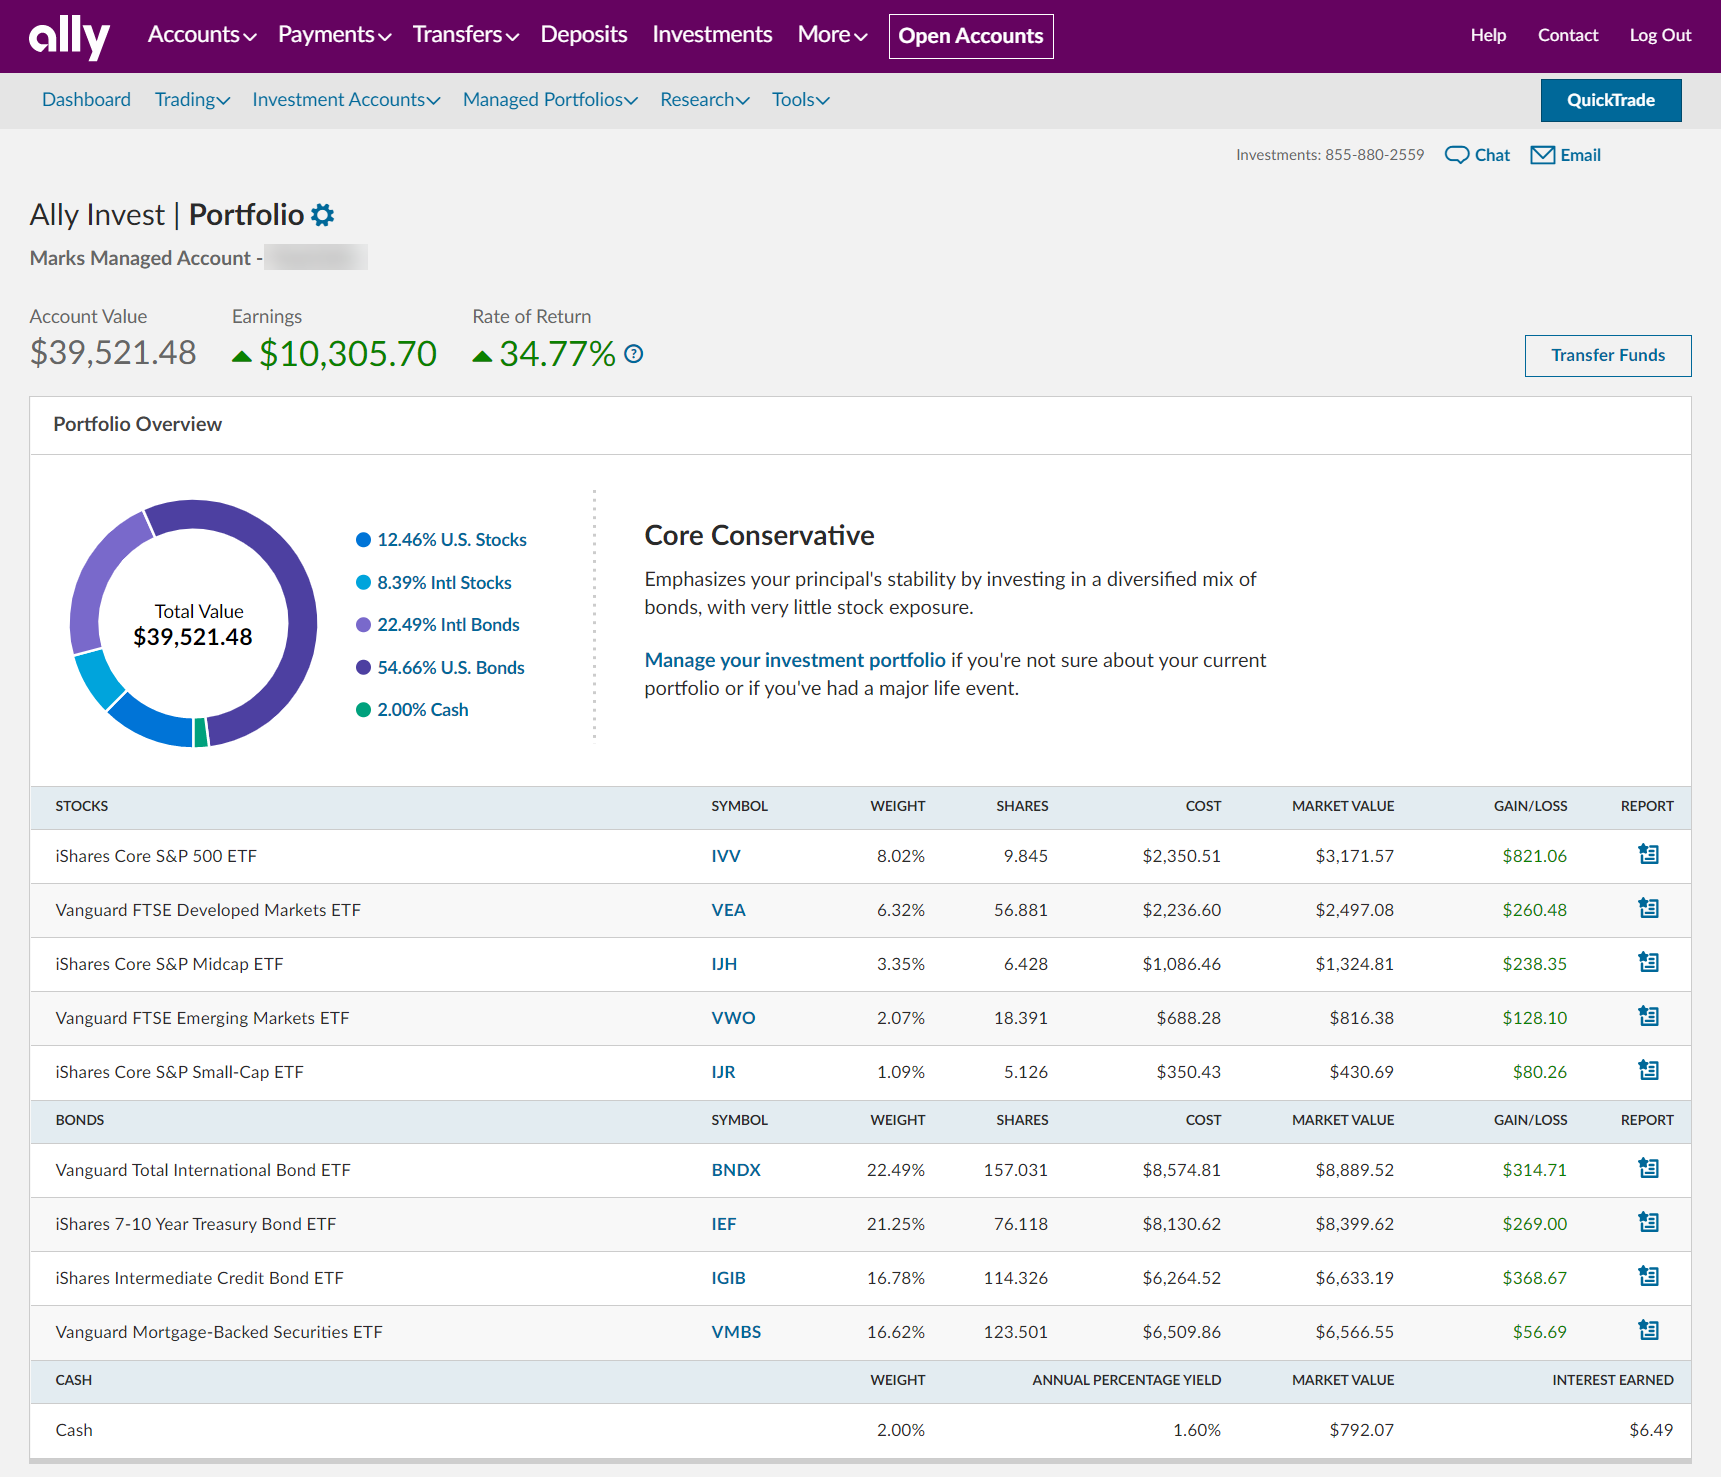 ally Accounts Payments Transfers Deposits Investments More Open Accounts Help Contact Log Out
Dashboard Trading Investment Accounts Managed Portfolios Research Tools QuickTrade
Investments: 855-880-2559 Chat Email
Ally Invest | Portfolio
Marks Managed Account -
Account Value Earnings Rate of Return
$39,521.48 $10,305.70 34.77% ?
Transfer Funds
Portfolio Overview
Total Value
$39,521.48
12.46% U.S. Stocks
8.39% Intl Stocks
22.49% Intl Bonds
54.66% U.S. Bonds
2.00% Cash
Core Conservative
Emphasizes your principal's stability by investing in a diversified mix of
bonds, with very little stock exposure.
Manage your investment portfolio if you're not sure about your current
portfolio or if you've had a major life event.
STOCKS SYMBOL WEIGHT SHARES COST MARKET VALUE GAIN/LOSS REPORT
iShares Core S&P 500 ETF IVV 8.02% 9.845 $2,350.51 $3,171.57 $821.06
Vanguard FTSE Developed Markets ETF VEA 6.32% 56.881 $2,236.60 $2,497.08 $260.48
iShares Core S&P Midcap ETF IJH 3.35% 6.428 $1,086.46 $1,324.81 $238.35
Vanguard FTSE Emerging Markets ETF VWO 2.07% 18.391 $688.28 $816.38 $128.10
iShares Core S&P Small-Cap ETF IJR 1.09% 5.126 $350.43 $430.69 $80.26
BONDS SYMBOL WEIGHT SHARES COST MARKET VALUE GAIN/LOSS REPORT
Vanguard Total International Bond ETF BNDX 22.49% 157.031 $8,574.81 $8,889.52 $314.71
iShares 7-10 Year Treasury Bond ETF IEF 21.25% 76.118 $8,130.62 $8,399.62 $269.00
iShares Intermediate Credit Bond ETF IGIB 16.78% 114.326 $6,264.52 $6,633.19 $368.67
Vanguard Mortgage-Backed Securities ETF VMBS 16.62% 123.501 $6,509.86 $6,566.55 $56.69
CASH WEIGHT ANNUAL PERCENTAGE YIELD MARKET VALUE INTEREST EARNED
Cash 2.00% 1.60% $792.07 $6.49